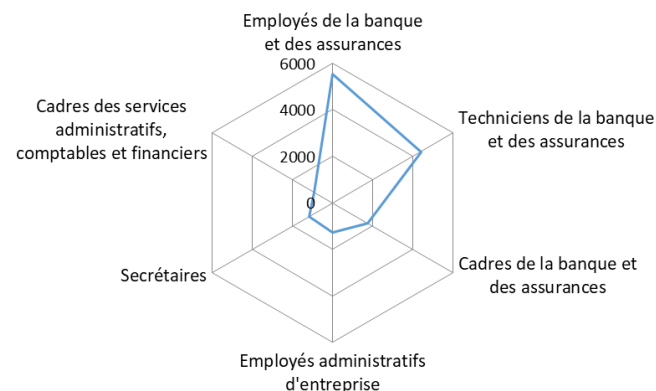 Employés de la banque
et des assurances
6000
4000
2000
0
Techniciens de la banque
et des assurances
Cadres de la banque et
des assurances
Employés administratifs
d'entreprise
Secrétaires
Cadres des services
administratifs,
comptables et financiers